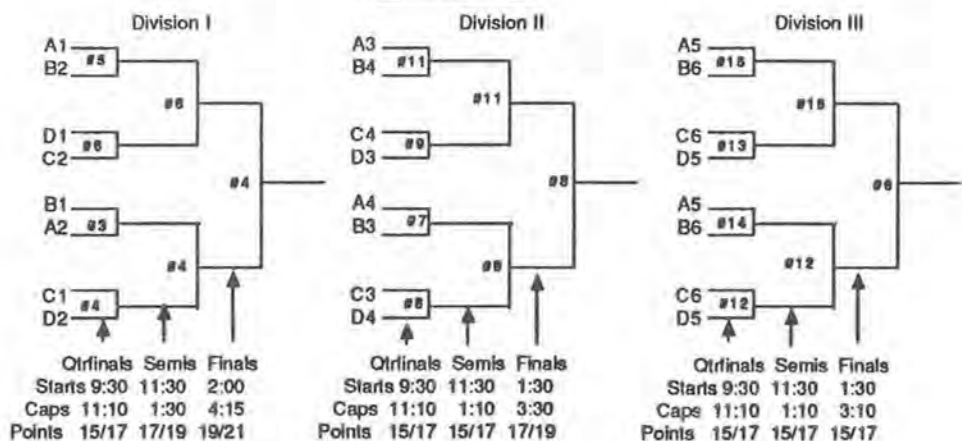 Division I
A1
#5
B2
#6
D1
#6
C2
#4
B1
#3
A2
#4
C1
#4
D2
Qtrfinals Semis Finals
Starts 9:30 11:30 2:00
Caps 11:10 1:30 4:15
Points 15/17 17/19 19/21
Division II
A3
#11
B4
#11
C4
#9
D3
#8
A4
#7
B3
#9
C3
#8
D4
Qtrfinals Semis Finals
Starts 9:30 11:30 1:30
Caps 11:10 1:10 3:30
Points 15/17 15/17 17/19
Division III
A5
#15
B6
#15
C6
#13
D5
#6
A5
#14
B6
#12
C6
#12
D5
Qtrfinals Semis Finals
Starts 9:30 11:30 1:30
Caps 11:10 1:10 3:10
Points 15/17 15/17 15/17